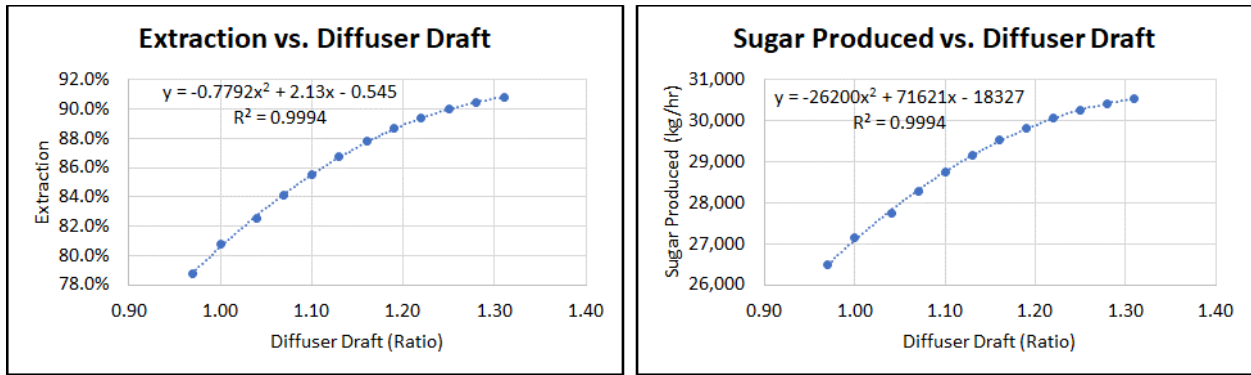 Extraction vs. Diffuser Draft
92.0%
90.0%
88.0%
86.0%
84.0%
82.0%
80.0%
78.0%
y = -0.7792x² + 2.13x - 0.545
R² = 0.9994
Extraction
0.90 1.00 1.10 1.20 1.30 1.40
Diffuser Draft (Ratio)
Sugar Produced vs. Diffuser Draft
31,000
30,000
29,000
28,000
27,000
26,000
y = -26200x² + 71621x - 18327
R² = 0.9994
Sugar Produced (kg/hr)
0.90 1.00 1.10 1.20 1.30 1.40
Diffuser Draft (Ratio)